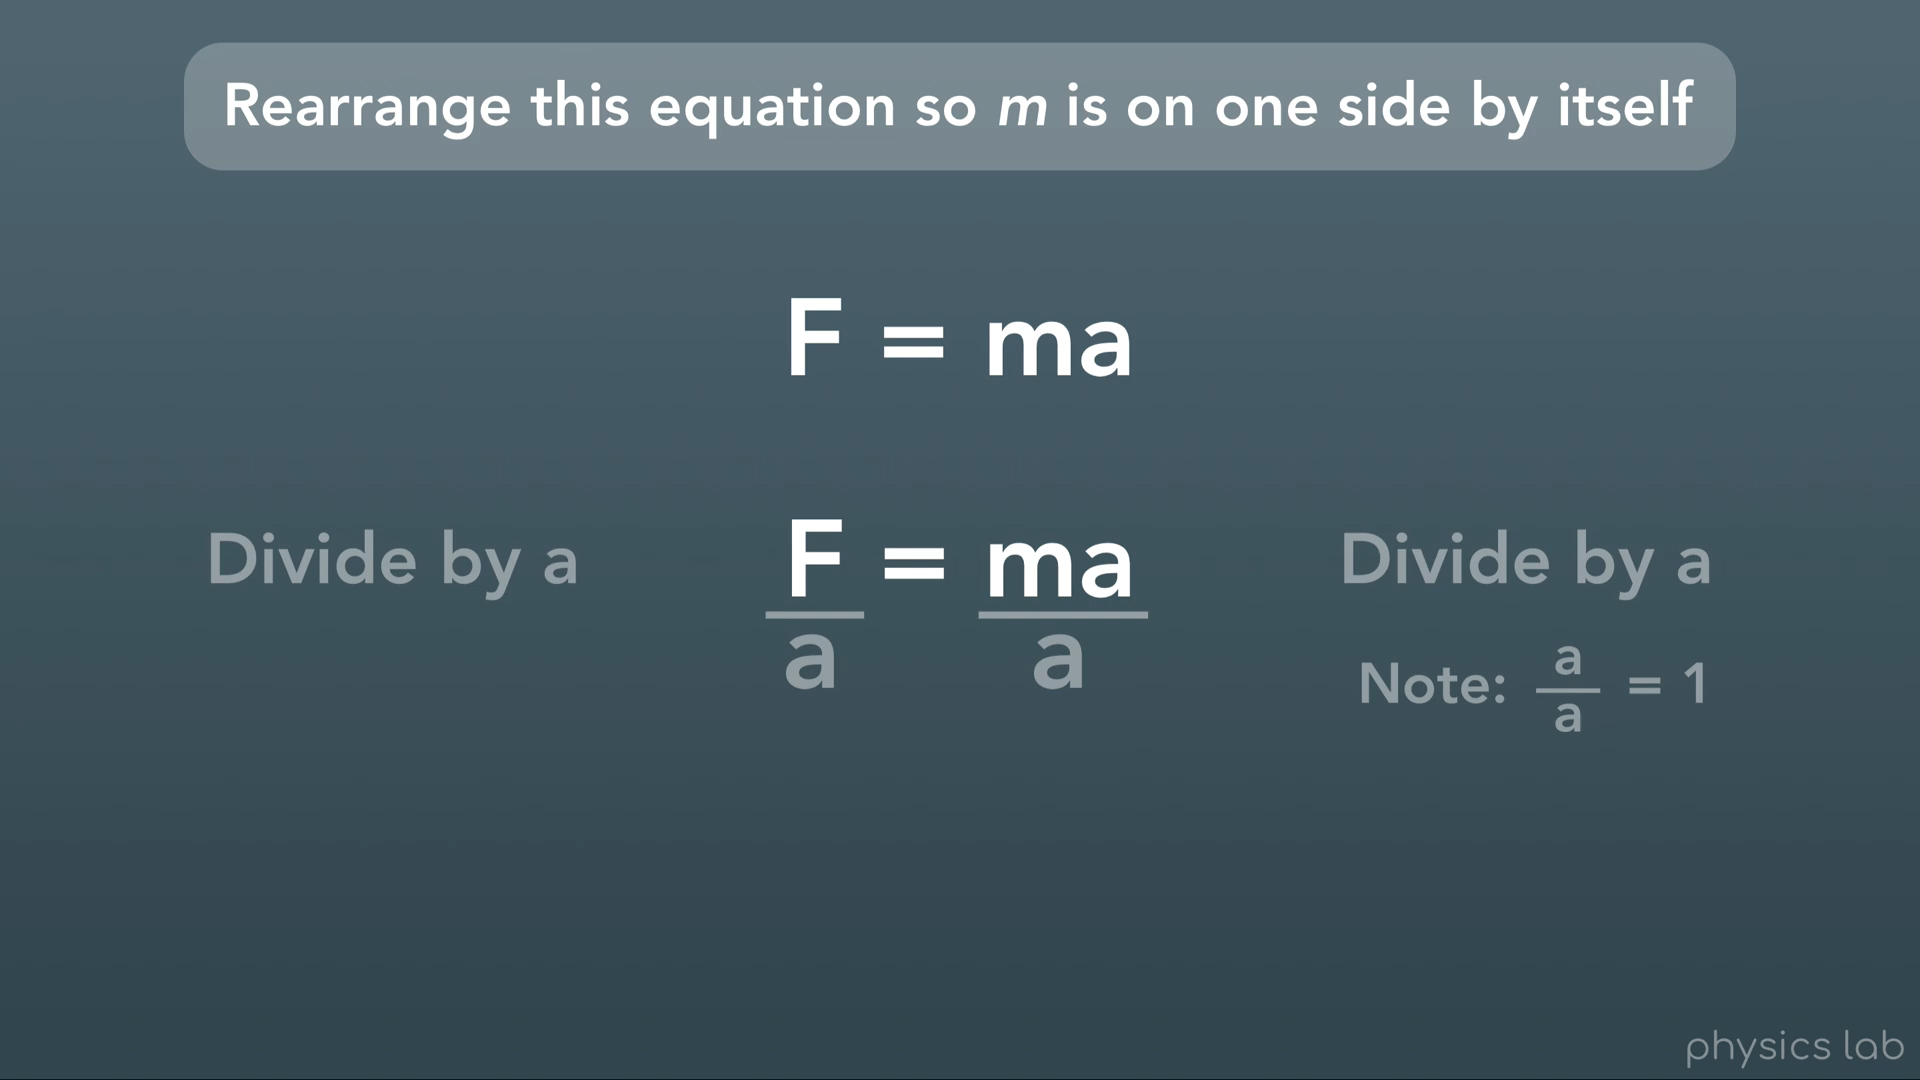 Rearrange this equation so m is on one side by itself
F = ma
Divide by a
F = ma
a a
Divide by a
Note: a/a = 1
physics lab